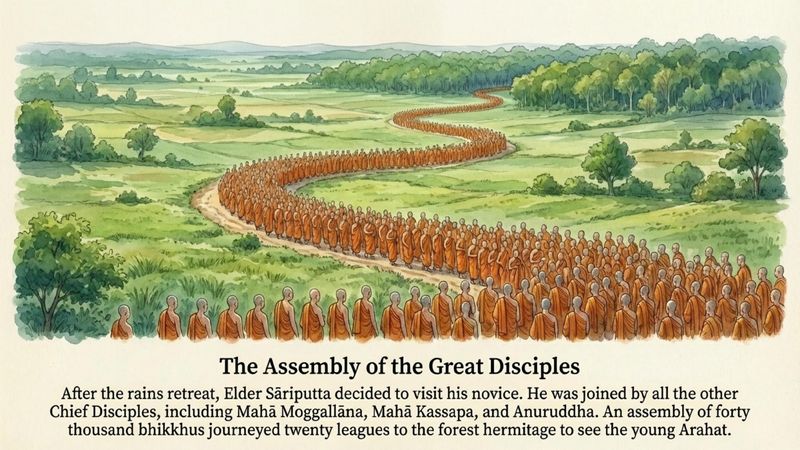 The Assembly of the Great Disciples
After the rains retreat, Elder Sāriputta decided to visit his novice. He was joined by all the other
Chief Disciples, including Mahā Moggallāna, Mahā Kassapa, and Anuruddha. An assembly of forty
thousand bhikkhus journeyed twenty leagues to the forest hermitage to see the young Arahat.